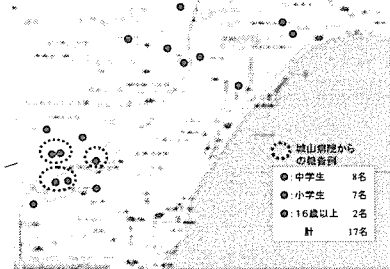 城山病院から
の報告例
：中学生 8名
：小学生 7名
：16歳以上 2名
計 17名